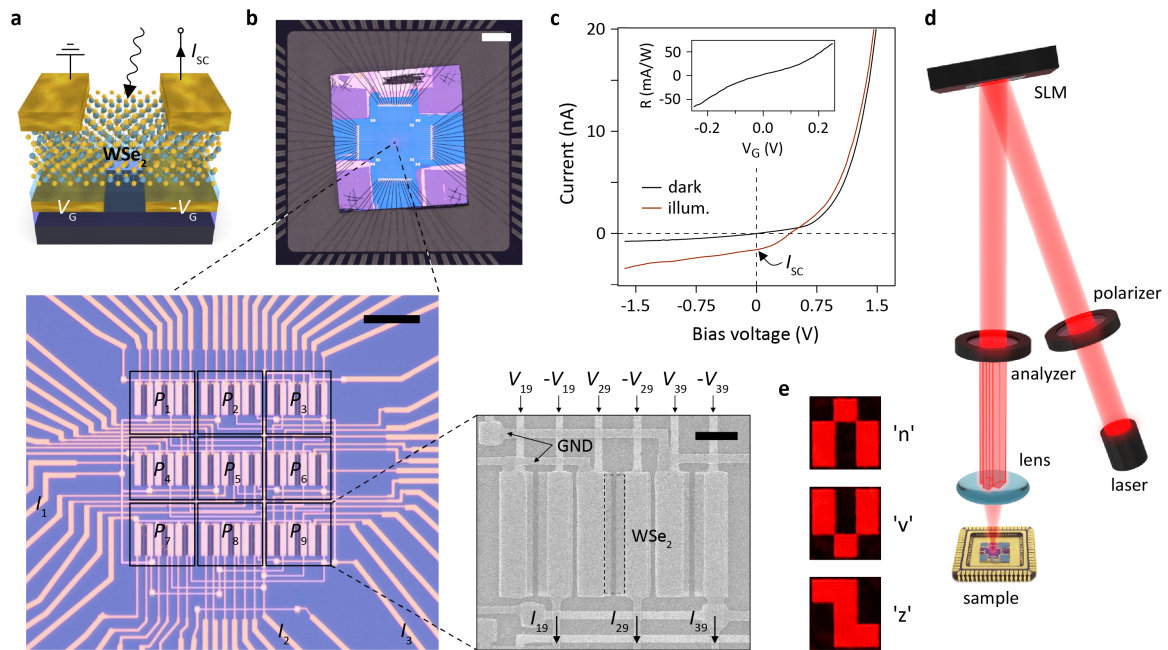 a
I_SC
WSe₂
V_G
-V_G
b
c
Current (nA)
20
10
0
R (mA/W)
50
0
-50
-0.2
0.0
0.2
V_G (V)
dark
illum.
I_SC
-1.5
-0.75
0
0.75
1.5
Bias voltage (V)
d
SLM
polarizer
analyzer
laser
lens
sample
P₁
P₂
P₃
P₄
P₅
P₆
P₇
P₈
P₉
I₁
I₂
I₃
V₁₉ -V₁₉ V₂₉ -V₂₉ V₃₉ -V₃₉
GND
WSe₂
I₁₉ I₂₉ I₃₉
e
'n'
'v'
'z'